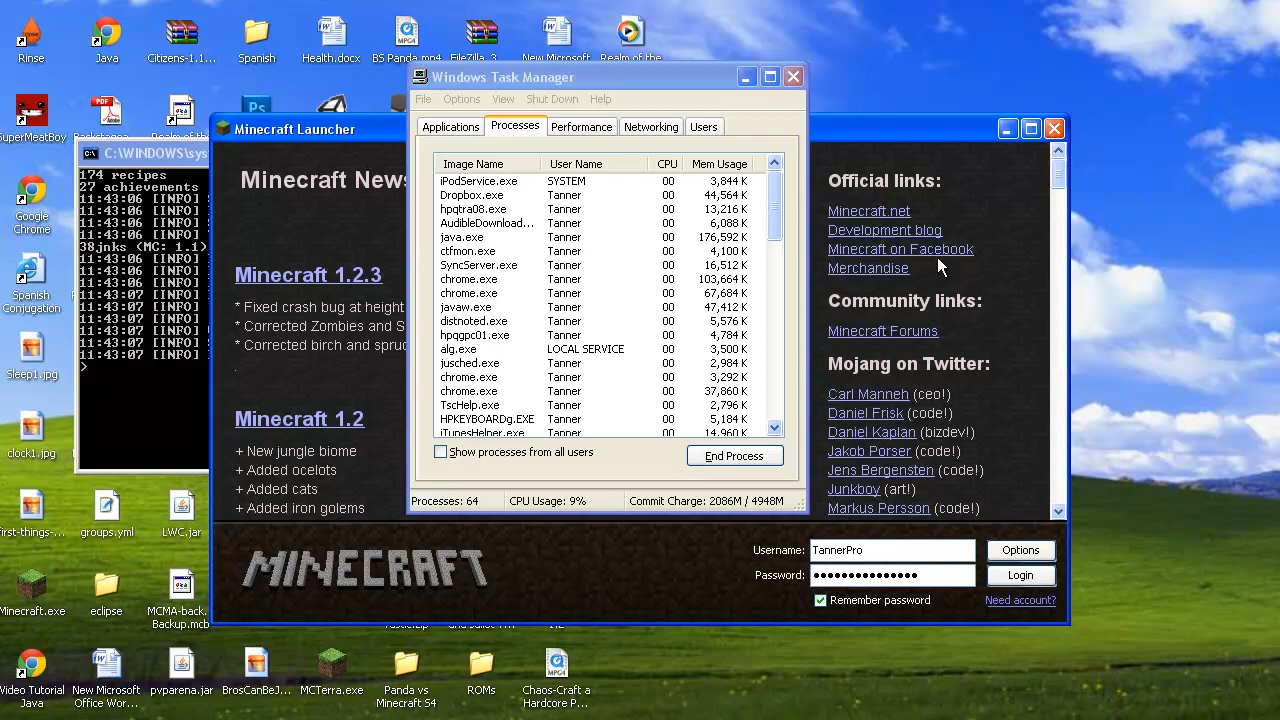 Rinse
Java
Citizens-1.1...
Spanish
Health.docx
BS Panda.mp4
FileZilla_3...
New Microsoft
Realm of the
SuperMeatBoy
Google
Chrome
Spanish
Conjugation
Sleep1.jpg
clock1.jpg
first-things-...
groups.yml
LWC.jar
Minecraft.exe
eclipse
MCMA-back...
Backup.mcb
Video Tutorial
Java
New Microsoft
Office Wor...
pvparena.jar
BrosCanBeJ...
MCTerra.exe
Panda vs
Minecraft S4
ROMs
Chaos-Craft a
Hardcore P...
C:\WINDOWS\sys
174 recipes
27 achievements
11:43:06 [INFO]
11:43:06 [INFO]
11:43:06 [INFO]
11:43:06 [INFO]
38jnks (MC: 1.1)
11:43:06 [INFO]
11:43:06 [INFO]
11:43:06 [INFO]
11:43:07 [INFO]
11:43:07 [INFO]
11:43:07 [INFO]
11:43:07 [INFO]
11:43:07 [INFO]
>
Minecraft Launcher
Minecraft News
Minecraft 1.2.3
* Fixed crash bug at height
* Corrected Zombies and S
* Corrected birch and spruc
Minecraft 1.2
+ New jungle biome
+ Added ocelots
+ Added cats
+ Added iron golems
Official links:
Minecraft.net
Development blog
Minecraft on Facebook
Merchandise
Community links:
Minecraft Forums
Mojang on Twitter:
Carl Manneh (ceo!)
Daniel Frisk (code!)
Daniel Kaplan (bizdev!)
Jakob Porser (code!)
Jens Bergensten (code!)
Junkboy (art!)
Markus Persson (code!)
MINECRAFT
Username: TannerPro Options
Password: ●●●●●●●●●●●●●●● Login
Remember password Need account?
Windows Task Manager
File Options View Shut Down Help
Applications Processes Performance Networking Users
Image Name User Name CPU Mem Usage
iPodService.exe SYSTEM 00 3,844 K
Dropbox.exe Tanner 00 44,564 K
hpqtra08.exe Tanner 00 13,216 K
AudibleDownload... Tanner 00 6,088 K
java.exe Tanner 00 176,592 K
ctfmon.exe Tanner 00 4,100 K
SyncServer.exe Tanner 00 16,512 K
chrome.exe Tanner 00 103,664 K
chrome.exe Tanner 00 67,684 K
javaw.exe Tanner 00 47,412 K
distnoted.exe Tanner 00 5,576 K
hpqgpc01.exe Tanner 00 4,784 K
alg.exe LOCAL SERVICE 00 3,500 K
jusched.exe Tanner 00 2,984 K
chrome.exe Tanner 00 3,292 K
chrome.exe Tanner 00 37,860 K
TscHelp.exe Tanner 00 2,796 K
HPKEYBOARDg.EXE Tanner 00 5,184 K
iTunesHelper.exe Tanner 00 14,960 K
Show processes from all users
End Process
Processes: 64 CPU Usage: 9% Commit Charge: 2086M / 4948M